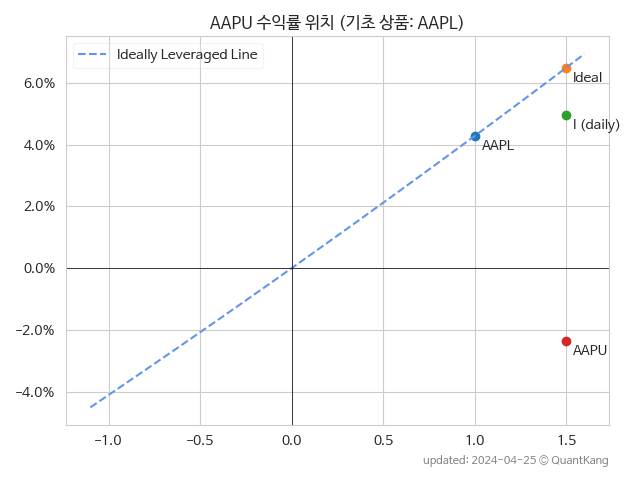 AAPU 수익률 위치 (기초 상품: AAPL)
Ideally Leveraged Line
6.0%
4.0%
2.0%
0.0%
−2.0%
−4.0%
Ideal
I (daily)
AAPL
AAPU
−1.0
−0.5
0.0
0.5
1.0
1.5
updated: 2024-04-25 © QuantKang